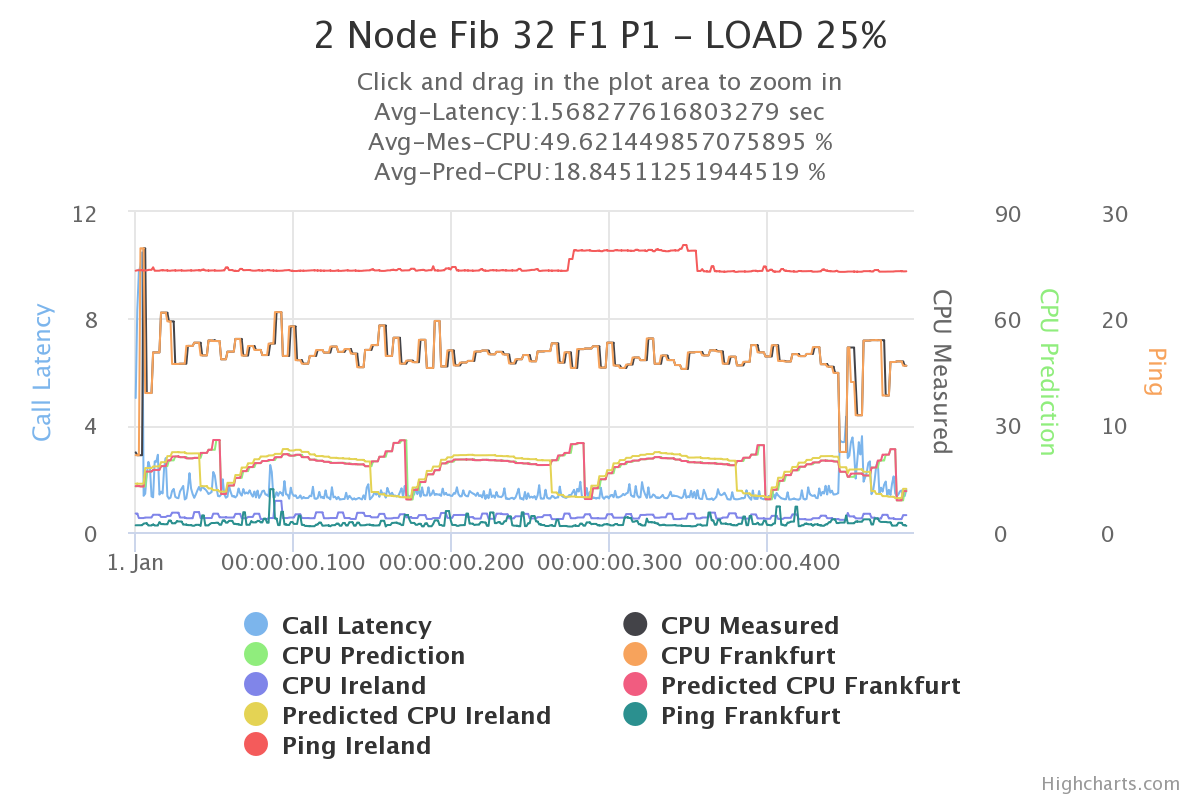 2 Node Fib 32 F1 P1 - LOAD 25%
Click and drag in the plot area to zoom in
Avg-Latency:1.568277616803279 sec
Avg-Mes-CPU:49.621449857075895 %
Avg-Pred-CPU:18.84511251944519 %
12 90 30
8 60 20
4 30 10
0 0 0
Call Latency
CPU Measured
CPU Prediction
Ping
1. Jan 00:00:00.100 00:00:00.200 00:00:00.300 00:00:00.400
Call Latency CPU Measured
CPU Prediction CPU Frankfurt
CPU Ireland Predicted CPU Frankfurt
Predicted CPU Ireland Ping Frankfurt
Ping Ireland
Highcharts.com